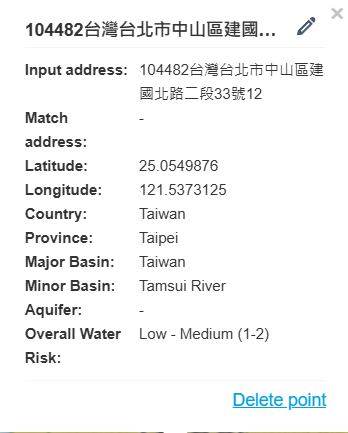 104482台灣台北市中山區建國...
Input address: 104482台灣台北市中山區建
國北路二段33號12
Match -
address:
Latitude: 25.0549876
Longitude: 121.5373125
Country: Taiwan
Province: Taipei
Major Basin: Taiwan
Minor Basin: Tamsui River
Aquifer: -
Overall Water Low - Medium (1-2)
Risk:
Delete point